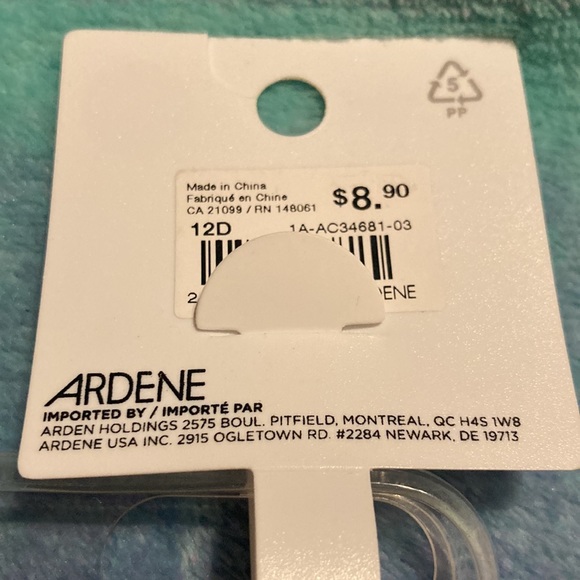 5
PP
Made in China
Fabriqué en Chine
CA 21099 / RN 148061
$8.90
12D
1A-AC34681-03
2
ENE
ARDENE
IMPORTED BY / IMPORTÉ PAR
ARDEN HOLDINGS 2575 BOUL. PITFIELD, MONTREAL, QC H4S 1W8
ARDENE USA INC. 2915 OGLETOWN RD. #2284 NEWARK, DE 19713